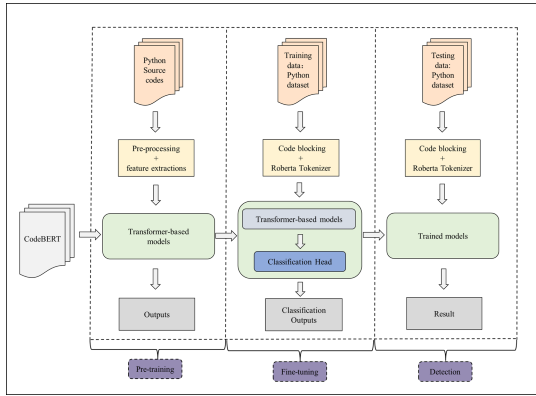 Python
Source
codes
Training
data：
Python
dataset
Testing
data:
Python
dataset
Pre-processing
+
feature extractions
Code blocking
+
Roberta Tokenizer
Code blocking
+
Roberta Tokenizer
CodeBERT
Transformer-based
models
Transformer-based models
Classification Head
Trained models
Outputs
Classification
Outputs
Result
Pre-training
Fine-tuning
Detection